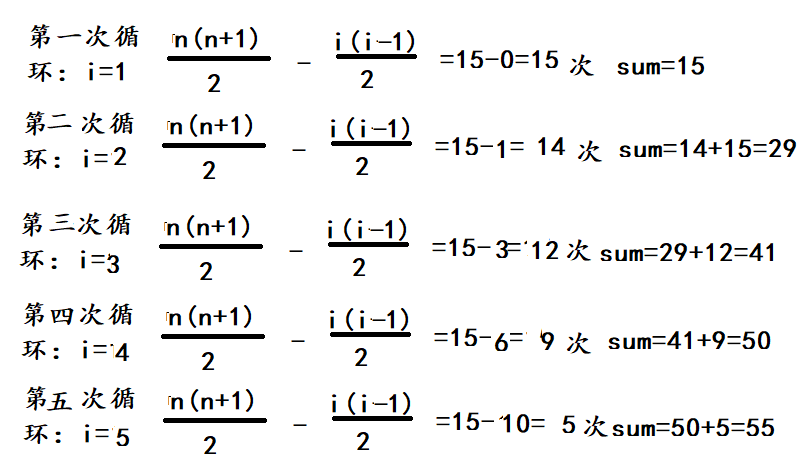 第一次循环: i=1 n(n+1)/2 - i(i-1)/2 =15-0=15 次 sum=15
第二次循环: i=2 n(n+1)/2 - i(i-1)/2 =15-1= 14 次 sum=14+15=29
第三次循环: i=3 n(n+1)/2 - i(i-1)/2 =15-3=12 次 sum=29+12=41
第四次循环: i=4 n(n+1)/2 - i(i-1)/2 =15-6= 9 次 sum=41+9=50
第五次循环: i=5 n(n+1)/2 - i(i-1)/2 =15-10= 5 次 sum=50+5=55